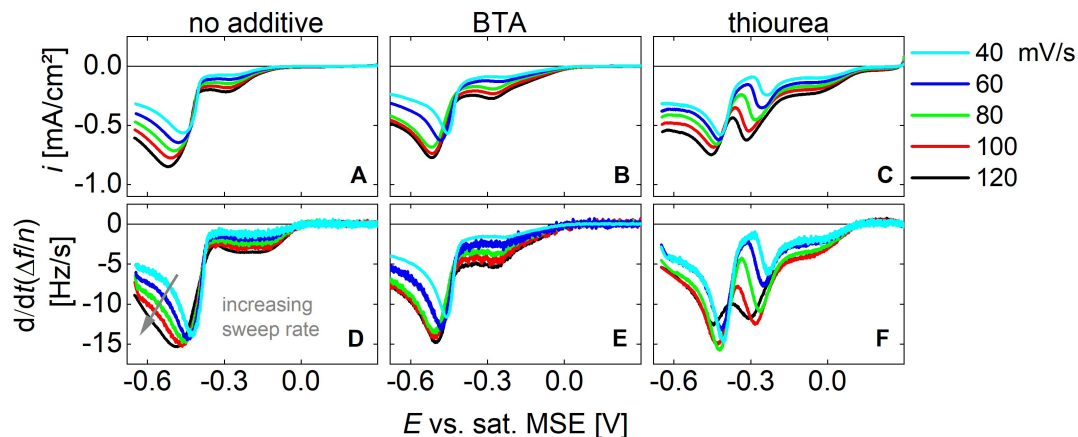 no additive BTA thiourea
0.0
-0.5
-1.0
i [mA/cm²]
A B C
40 mV/s
60
80
100
120
0
-5
-10
-15
d/dt(Δf/n)
[Hz/s]
increasing
sweep rate
D E F
-0.6 -0.3 0.0 -0.6 -0.3 0.0 -0.6 -0.3 0.0
E vs. sat. MSE [V]